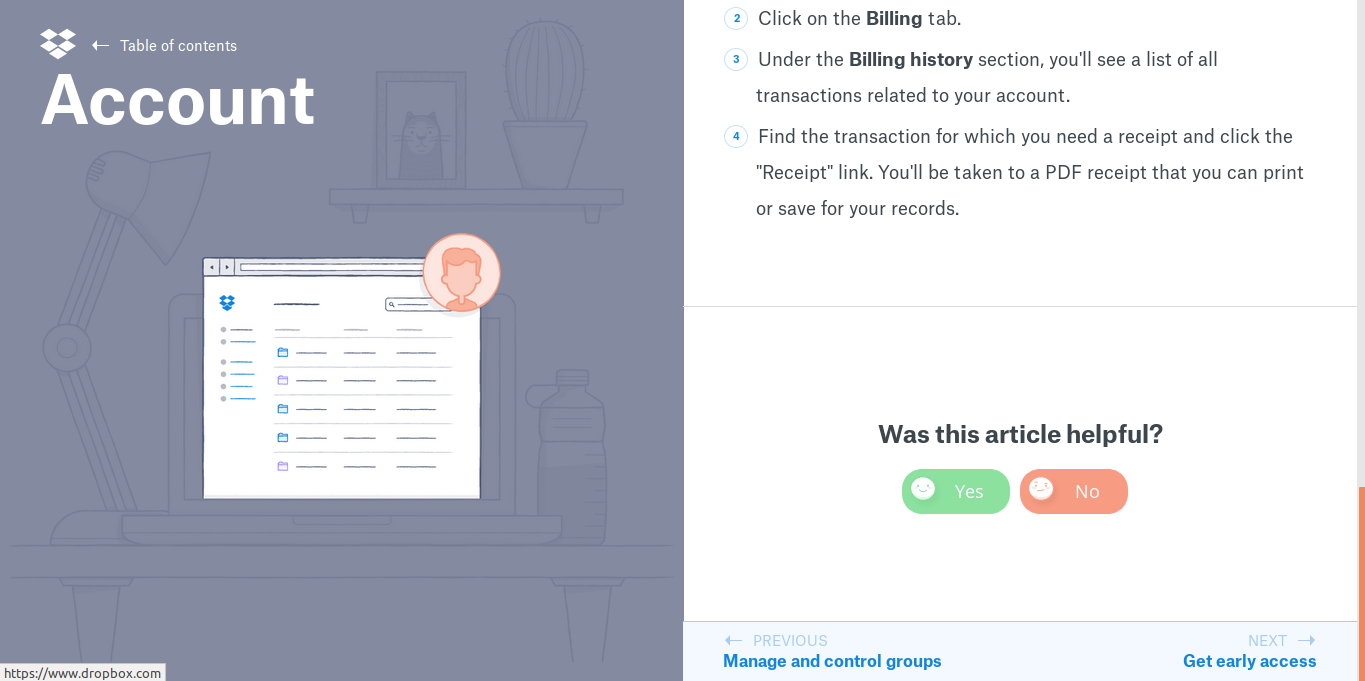 Table of contents
Account
2 Click on the Billing tab.
3 Under the Billing history section, you'll see a list of all
transactions related to your account.
4 Find the transaction for which you need a receipt and click the
"Receipt" link. You'll be taken to a PDF receipt that you can print
or save for your records.
Was this article helpful?
Yes No
PREVIOUS
Manage and control groups
NEXT
Get early access
https://www.dropbox.com